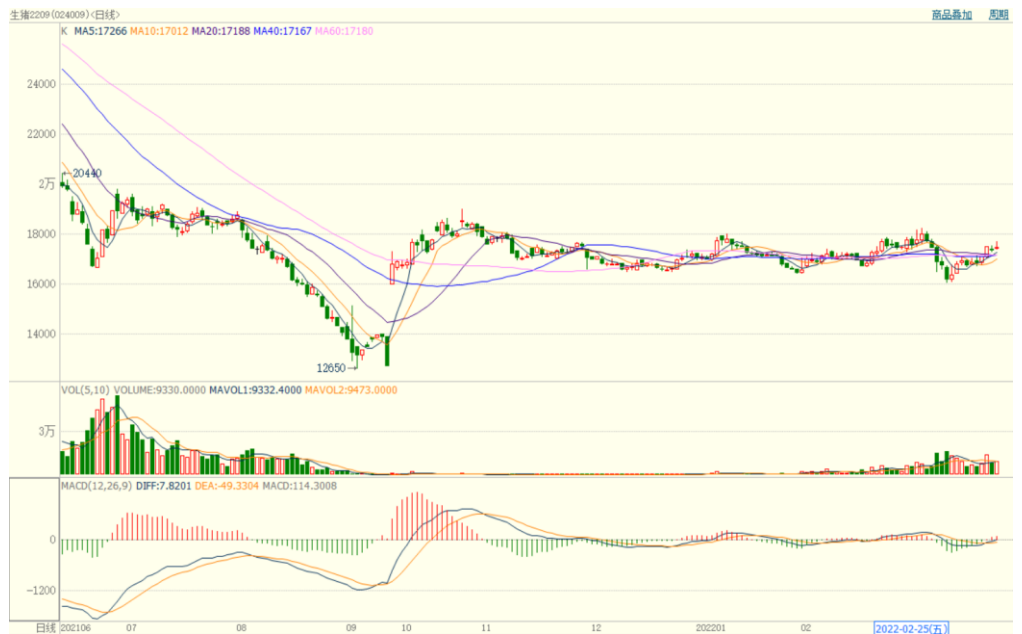 生猪2209(024009)<日线> 商品叠加 周期
K MA5:17266 MA10:17012 MA20:17188 MA40:17167 MA60:17180
24000
22000
2万
20440
18000
16000
14000
12650
VOL(5,10) VOLUME:9330.0000 MAVOL1:9332.4000 MAVOL2:9473.0000
3万
MACD(12,26,9) DIFF:7.8201 DEA:-49.3304 MACD:114.3008
0
-1200
日线 202106 07 08 09 10 11 12 202201 02 2022-02-25(五)